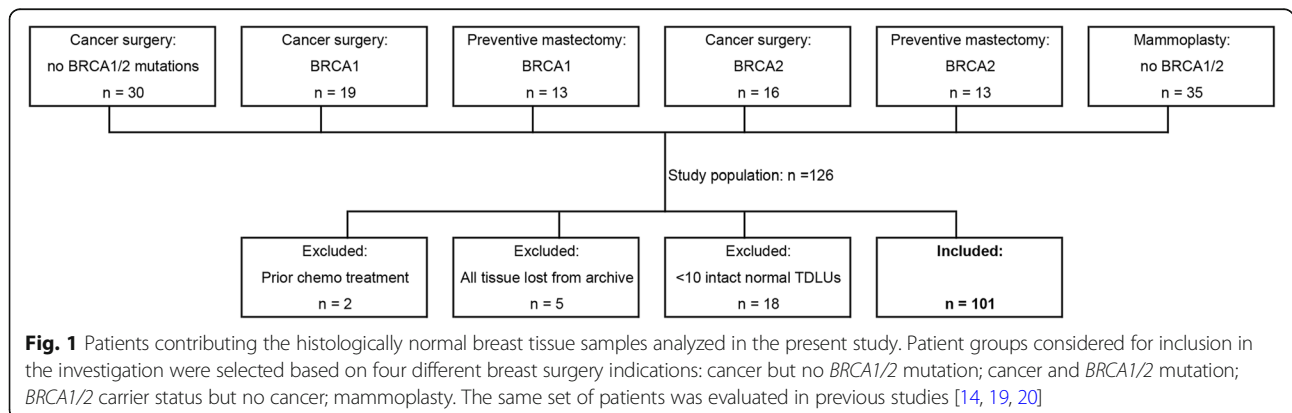 Cancer surgery:
no BRCA1/2 mutations
n = 30
Cancer surgery:
BRCA1
n = 19
Preventive mastectomy:
BRCA1
n = 13
Cancer surgery:
BRCA2
n = 16
Preventive mastectomy:
BRCA2
n = 13
Mammoplasty:
no BRCA1/2
n = 35
Study population: n =126
Excluded:
Prior chemo treatment
n = 2
Excluded:
All tissue lost from archive
n = 5
Excluded:
<10 intact normal TDLUs
n = 18
Included:
n = 101
Fig. 1 Patients contributing the histologically normal breast tissue samples analyzed in the present study. Patient groups considered for inclusion in
the investigation were selected based on four different breast surgery indications: cancer but no BRCA1/2 mutation; cancer and BRCA1/2 mutation;
BRCA1/2 carrier status but no cancer; mammoplasty. The same set of patients was evaluated in previous studies [14, 19, 20]